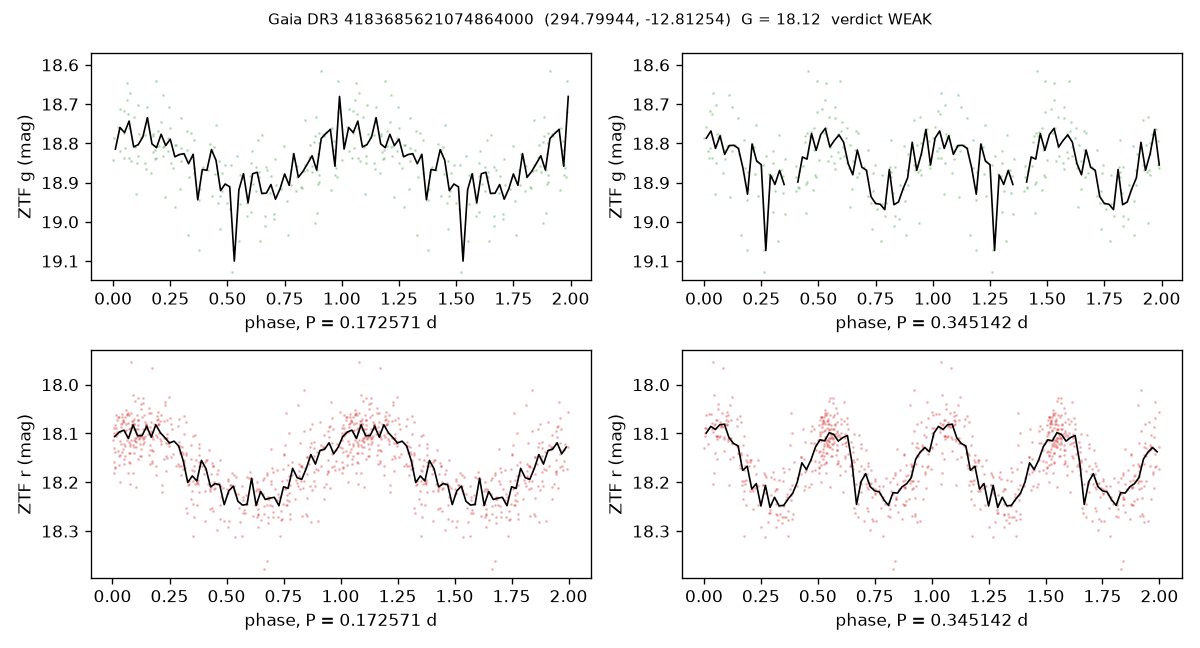 Gaia DR3 4183685621074864000 (294.79944, -12.81254) G = 18.12 verdict WEAK
18.6
18.7
18.8
18.9
19.0
19.1
ZTF g (mag)
0.00 0.25 0.50 0.75 1.00 1.25 1.50 1.75 2.00
phase, P = 0.172571 d
18.6
18.7
18.8
18.9
19.0
19.1
ZTF g (mag)
0.00 0.25 0.50 0.75 1.00 1.25 1.50 1.75 2.00
phase, P = 0.345142 d
18.0
18.1
18.2
18.3
ZTF r (mag)
0.00 0.25 0.50 0.75 1.00 1.25 1.50 1.75 2.00
phase, P = 0.172571 d
18.0
18.1
18.2
18.3
ZTF r (mag)
0.00 0.25 0.50 0.75 1.00 1.25 1.50 1.75 2.00
phase, P = 0.345142 d